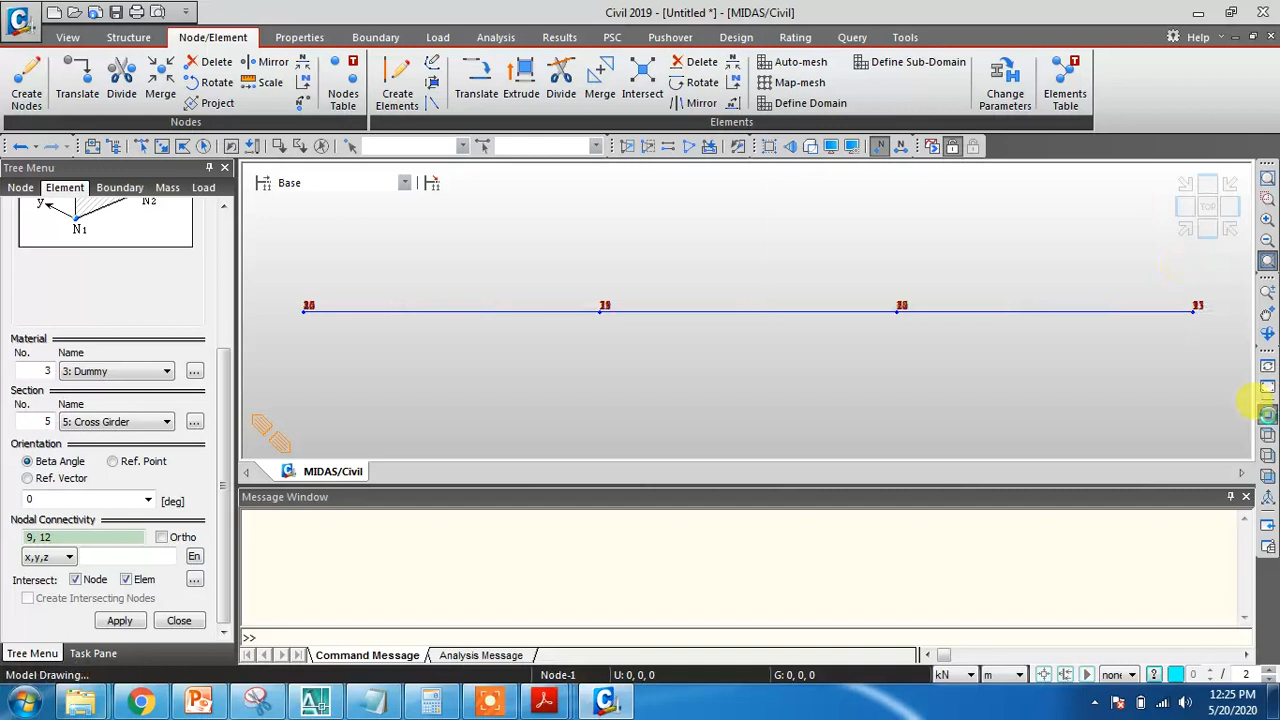 Civil 2019 - [Untitled *] - [MIDAS/Civil]
View Structure Node/Element Properties Boundary Load Analysis Results PSC Pushover Design Rating Query Tools Help
Create Nodes
Translate
Divide
Merge
Delete
Rotate
Project
Mirror
Scale
Nodes Table
Create Elements
Translate
Extrude
Divide
Merge
Intersect
Delete
Rotate
Mirror
Auto-mesh
Map-mesh
Define Domain
Define Sub-Domain
Change Parameters
Elements Table
Nodes
Elements
Tree Menu
Node Element Boundary Mass Load
Base
TOP
y
N2
N1
Material
No. Name
3 3: Dummy ...
Section
No. Name
5 5: Cross Girder ...
Orientation
Beta Angle Ref. Point
Ref. Vector
0 [deg]
Nodal Connectivity
9, 12 Ortho
x,y,z En
Intersect: Node Elem ...
Create Intersecting Nodes
Apply Close
Tree Menu Task Pane
MIDAS/Civil
Message Window
>>
Command Message Analysis Message
Model Drawing...
Node-1
U: 0, 0, 0
G: 0, 0, 0
kN
m
none
0 / 2
12:25 PM
5/20/2020